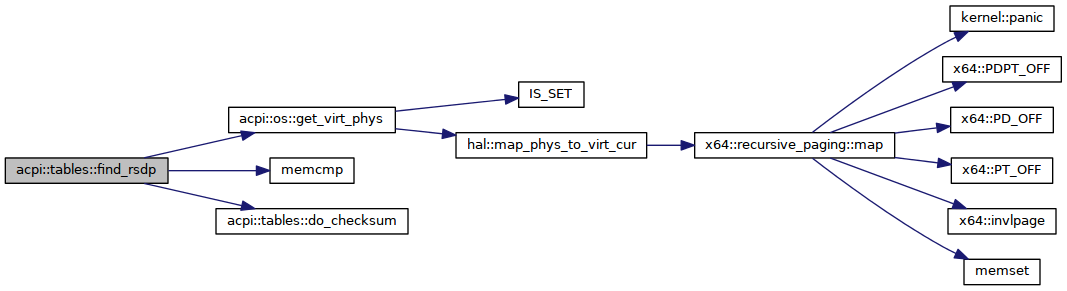 acpi::tables::find_rsdp
acpi::os::get_virt_phys
memcmp
acpi::tables::do_checksum
IS_SET
hal::map_phys_to_virt_cur
x64::recursive_paging::map
kernel::panic
x64::PDPT_OFF
x64::PD_OFF
x64::PT_OFF
x64::invlpage
memset